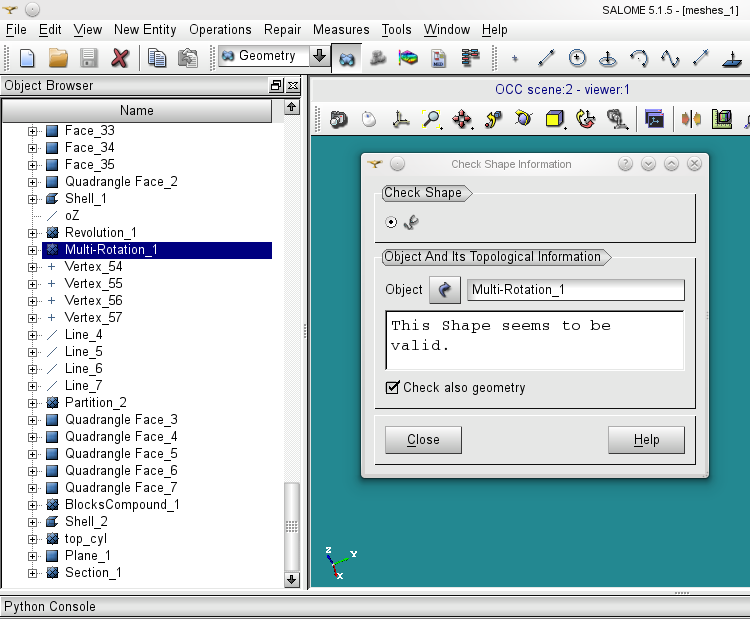 SALOME 5.1.5 - [meshes_1]
File Edit View New Entity Operations Repair Measures Tools Window Help
Geometry
Object Browser
Name
Face_33
Face_34
Face_35
Quadrangle Face_2
Shell_1
oZ
Revolution_1
Multi-Rotation_1
Vertex_54
Vertex_55
Vertex_56
Vertex_57
Line_4
Line_5
Line_6
Line_7
Partition_2
Quadrangle Face_3
Quadrangle Face_4
Quadrangle Face_5
Quadrangle Face_6
Quadrangle Face_7
BlocksCompound_1
Shell_2
top_cyl
Plane_1
Section_1
OCC scene:2 - viewer:1
Check Shape Information
Check Shape
Object And Its Topological Information
Object Multi-Rotation_1
This Shape seems to be
valid.
Check also geometry
Close Help
Z
Y
X
Python Console